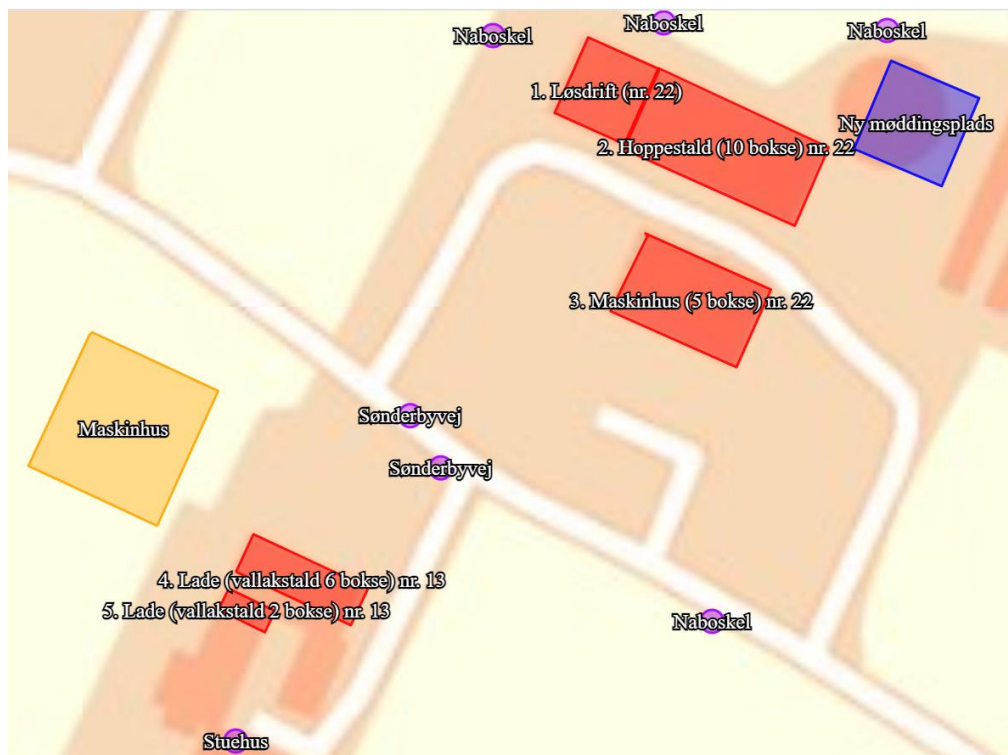 Naboskel
Naboskel
Naboskel
1. Løsdrift (nr. 22)
Ny møddingsplads
2. Hoppestald (10 bokse) nr. 22
3. Maskinhus (5 bokse) nr. 22
Sønderbyvej
Maskinhus
Sønderbyvej
4. Lade (vallakstald 6 bokse) nr. 13
5. Lade (vallakstald 2 bokse) nr. 13
Naboskel
Stuehus